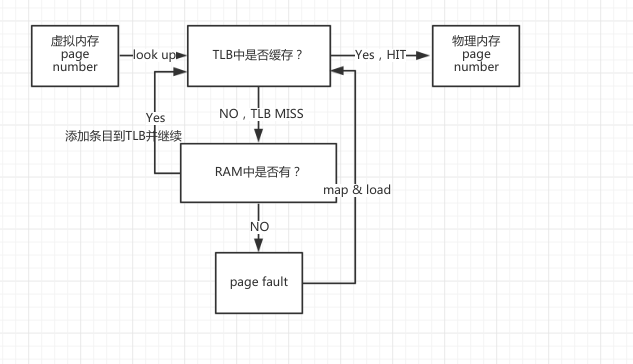 虚拟内存
page
number
look up
TLB中是否缓存？
Yes，HIT
物理内存
page
number
NO，TLB MISS
Yes
添加条目到TLB并继续
RAM中是否有？
map & load
NO
page fault